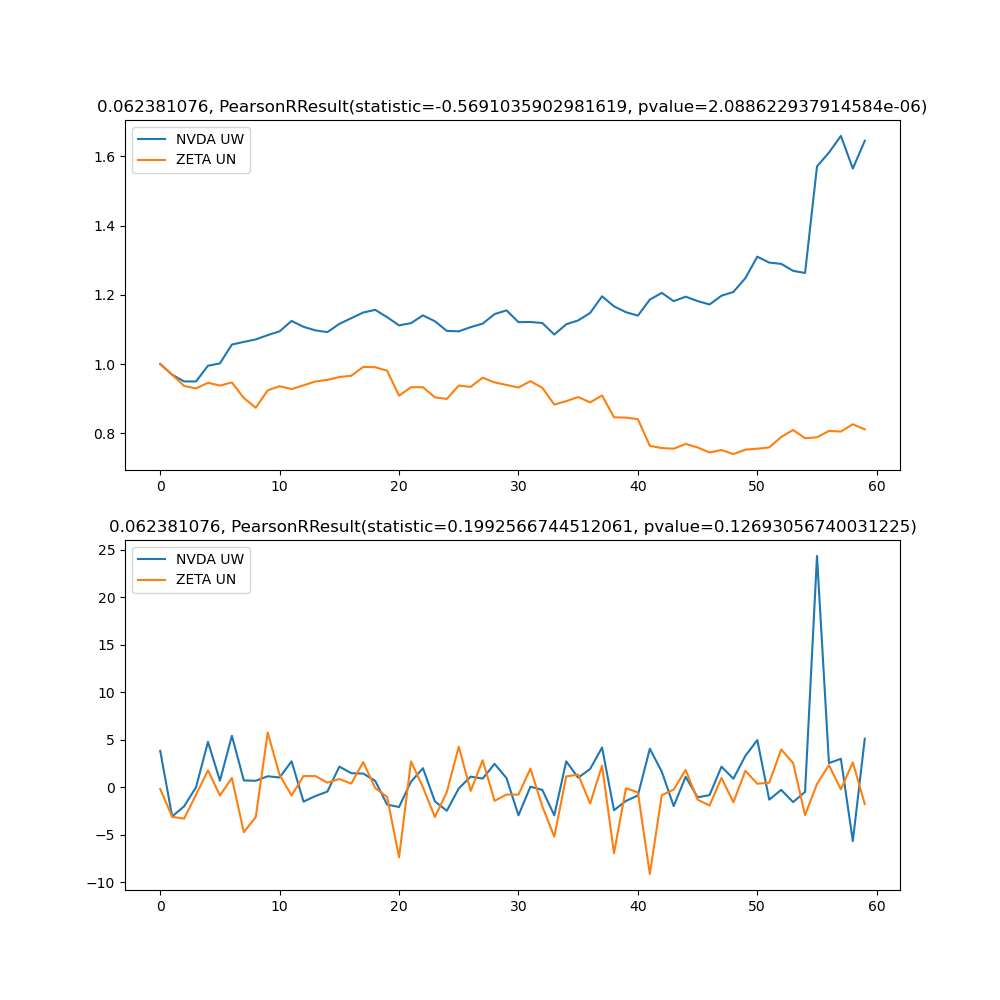 0.062381076, PearsonRResult(statistic=-0.5691035902981619, pvalue=2.088622937914584e-06)
NVDA UW
ZETA UN
1.6
1.4
1.2
1.0
0.8
0 10 20 30 40 50 60
0.062381076, PearsonRResult(statistic=0.1992566744512061, pvalue=0.12693056740031225)
NVDA UW
ZETA UN
25
20
15
10
5
0
−5
−10
0 10 20 30 40 50 60